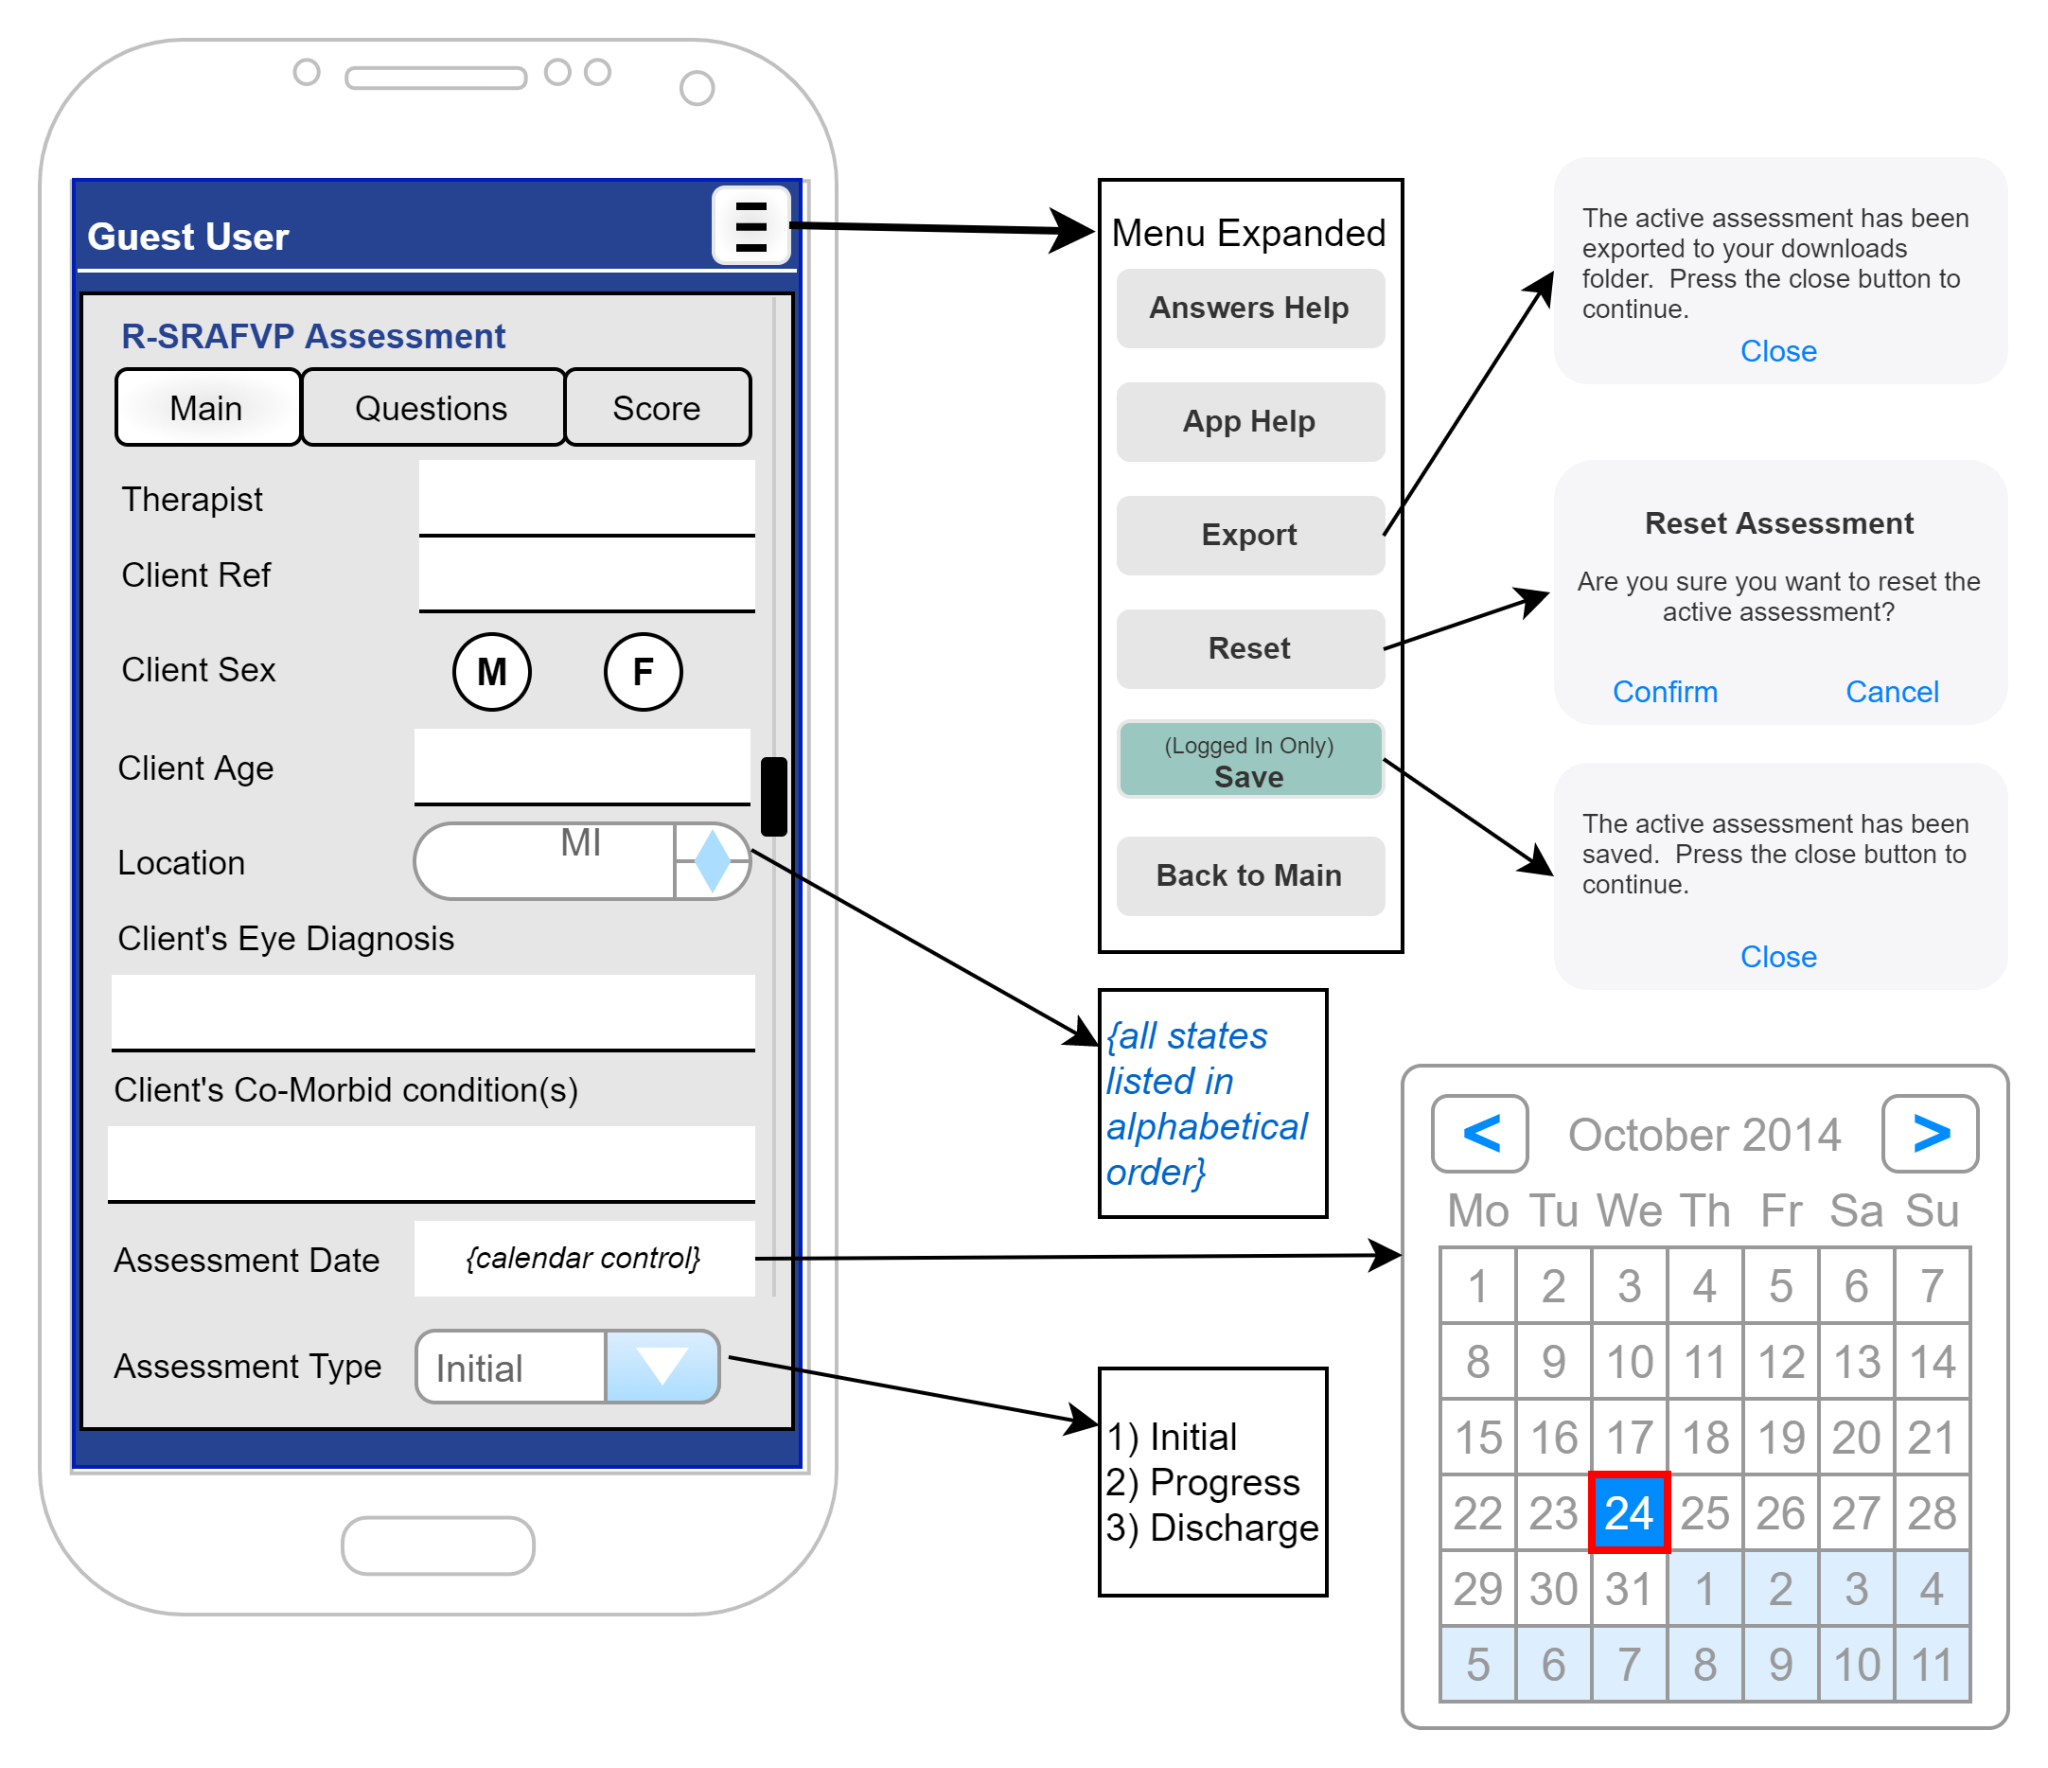 Guest User
R-SRAFVP Assessment
Main Questions Score
Therapist
Client Ref
Client Sex M F
Client Age
Location MI
Client's Eye Diagnosis
Client's Co-Morbid condition(s)
Assessment Date {calendar control}
Assessment Type Initial
Menu Expanded
Answers Help
App Help
Export
Reset
(Logged In Only)
Save
Back to Main
The active assessment has been
exported to your downloads
folder. Press the close button to
continue.
Close
Reset Assessment
Are you sure you want to reset the
active assessment?
Confirm Cancel
The active assessment has been
saved. Press the close button to
continue.
Close
{all states
listed in
alphabetical
order}
< October 2014 >
Mo Tu We Th Fr Sa Su
1 2 3 4 5 6 7
8 9 10 11 12 13 14
15 16 17 18 19 20 21
22 23 24 25 26 27 28
29 30 31 1 2 3 4
5 6 7 8 9 10 11
1) Initial
2) Progress
3) Discharge